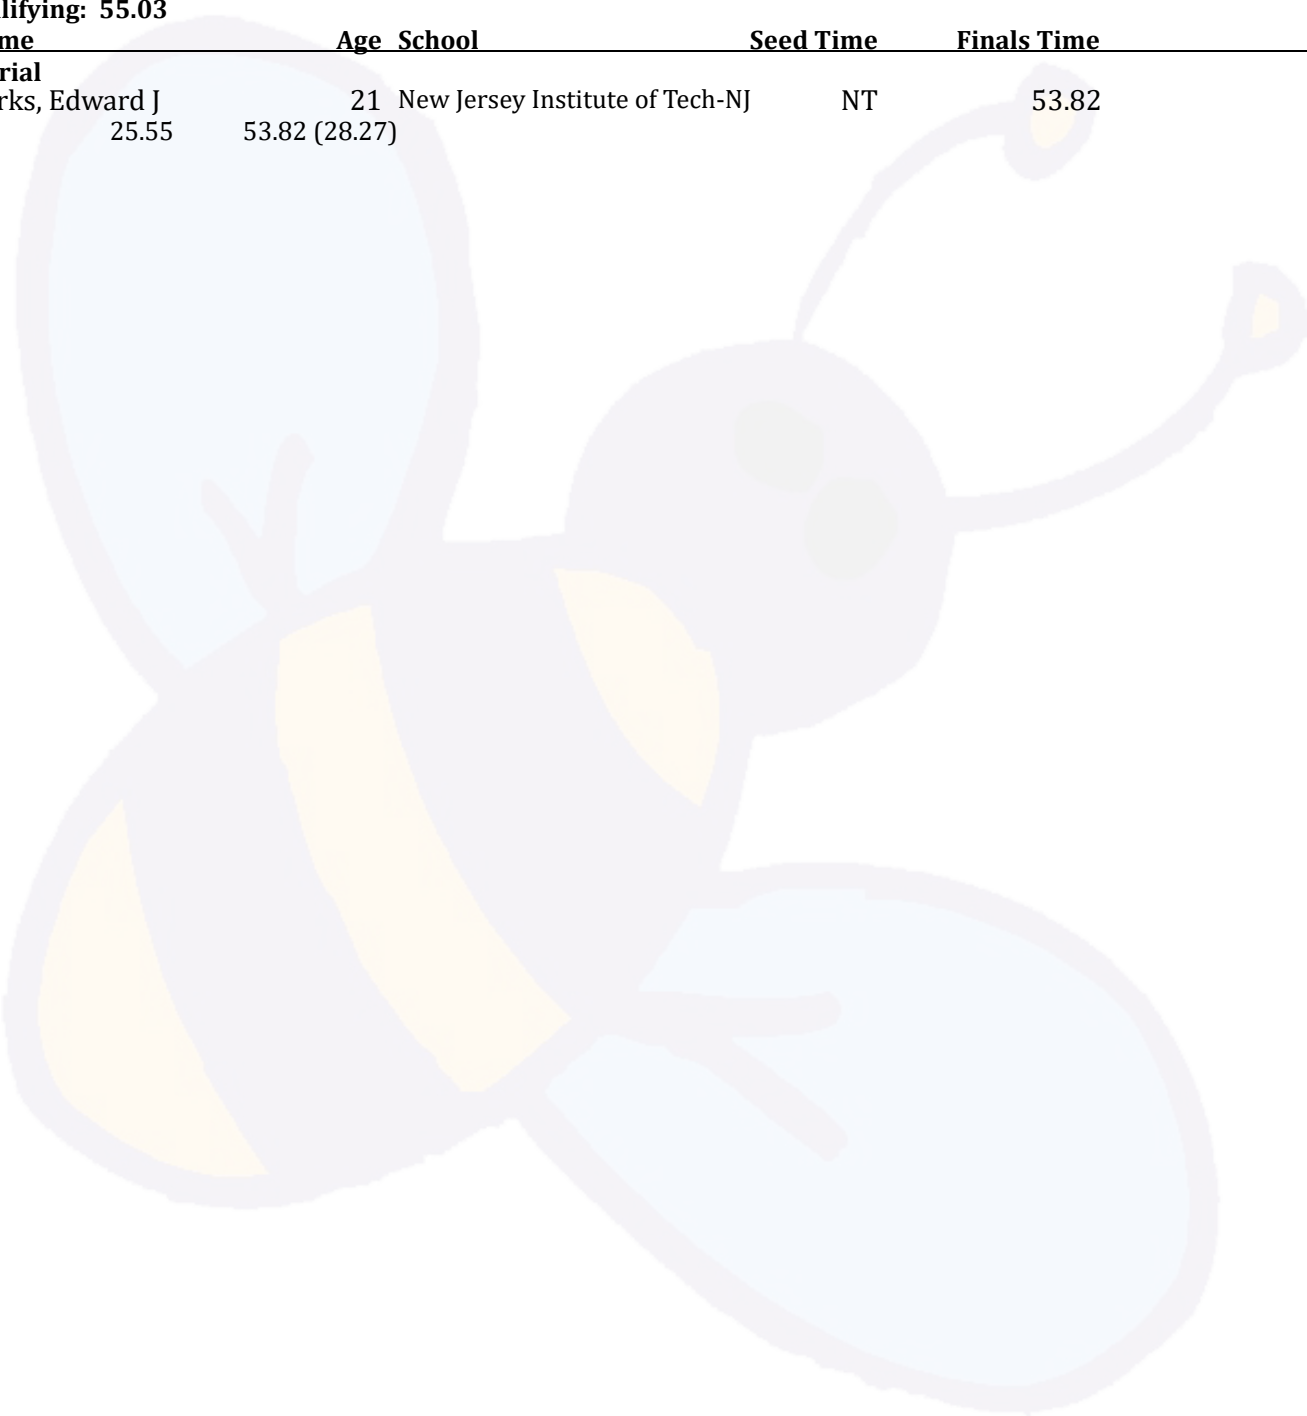 lifying: 55.03
me Age School Seed Time Finals Time
rial
rks, Edward J 21 New Jersey Institute of Tech-NJ NT 53.82
25.55 53.82 (28.27)